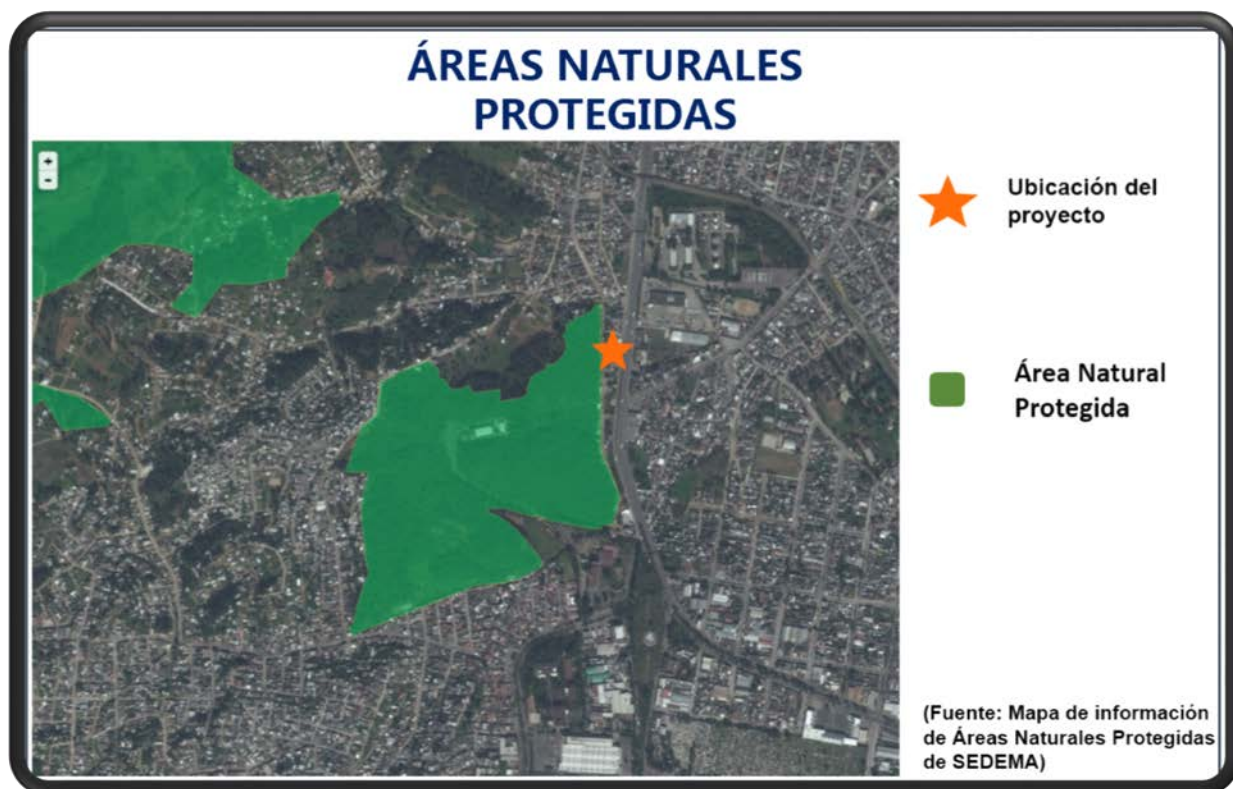 ÁREAS NATURALES
PROTEGIDAS
+
-
Ubicación del
proyecto
Área Natural
Protegida
(Fuente: Mapa de información
de Áreas Naturales Protegidas
de SEDEMA)